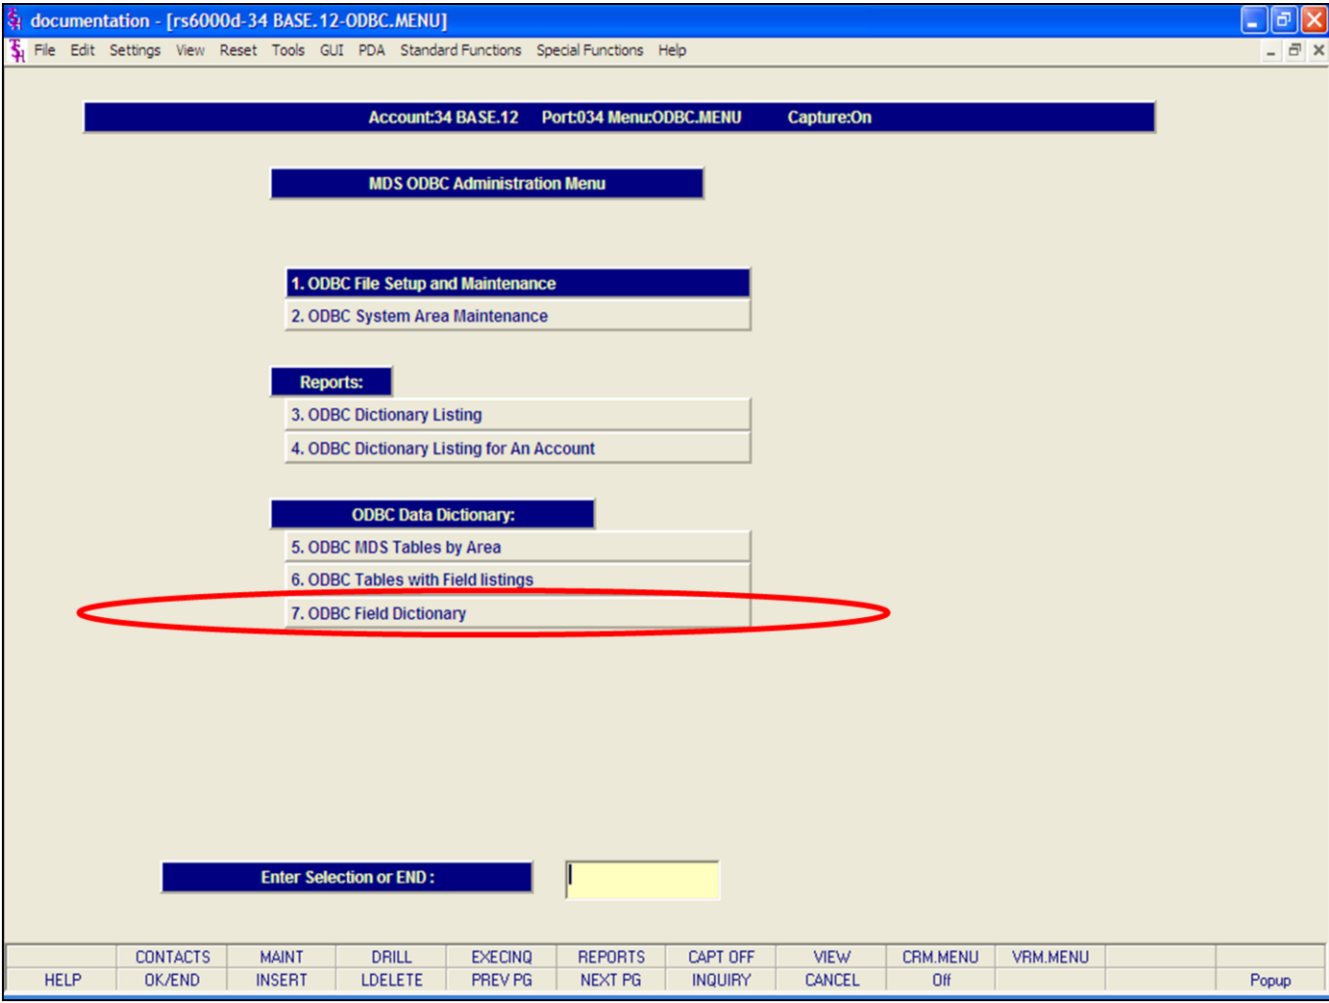 documentation - [rs6000d-34 BASE.12-ODBC.MENU]
File Edit Settings View Reset Tools GUI PDA Standard Functions Special Functions Help
Account:34 BASE.12 Port:034 Menu:ODBC.MENU Capture:On
MDS ODBC Administration Menu
1. ODBC File Setup and Maintenance
2. ODBC System Area Maintenance
Reports:
3. ODBC Dictionary Listing
4. ODBC Dictionary Listing for An Account
ODBC Data Dictionary:
5. ODBC MDS Tables by Area
6. ODBC Tables with Field listings
7. ODBC Field Dictionary
Enter Selection or END :
CONTACTS MAINT DRILL EXECINQ REPORTS CAPT OFF VIEW CRM.MENU VRM.MENU
HELP OK/END INSERT LDELETE PREV PG NEXT PG INQUIRY CANCEL Off Popup